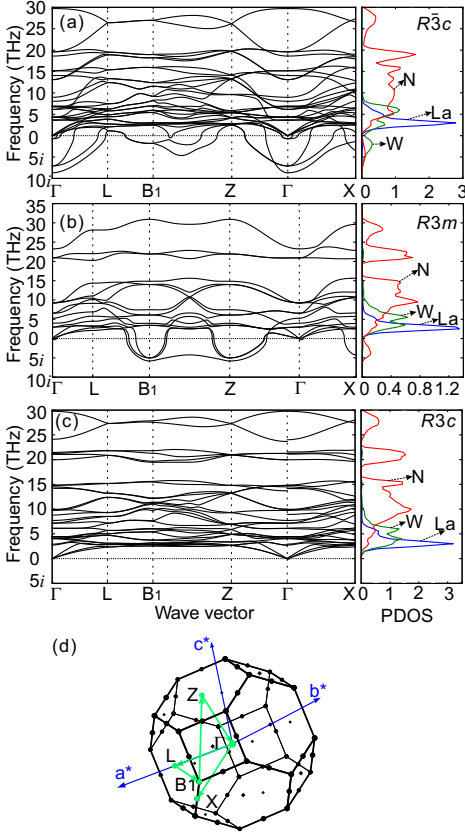 (a)
R3̄c
Frequency (THz)
30
25
20
15
10
5
0
5i
10i
Γ L B1 Z Γ X
N
La
W
0 1 2 3
(b)
R3m
Frequency (THz)
35
30
25
20
15
10
5
0
5i
10i
Γ L B1 Z Γ X
N
W
La
0 0.4 0.8 1.2
(c)
R3c
Frequency (THz)
30
25
20
15
10
5
0
5i
Γ L B1 Z Γ X
N
W
La
0 1 2 3
Wave vector
PDOS
(d)
c*
b*
Z
Γ
L
a*
B1
X